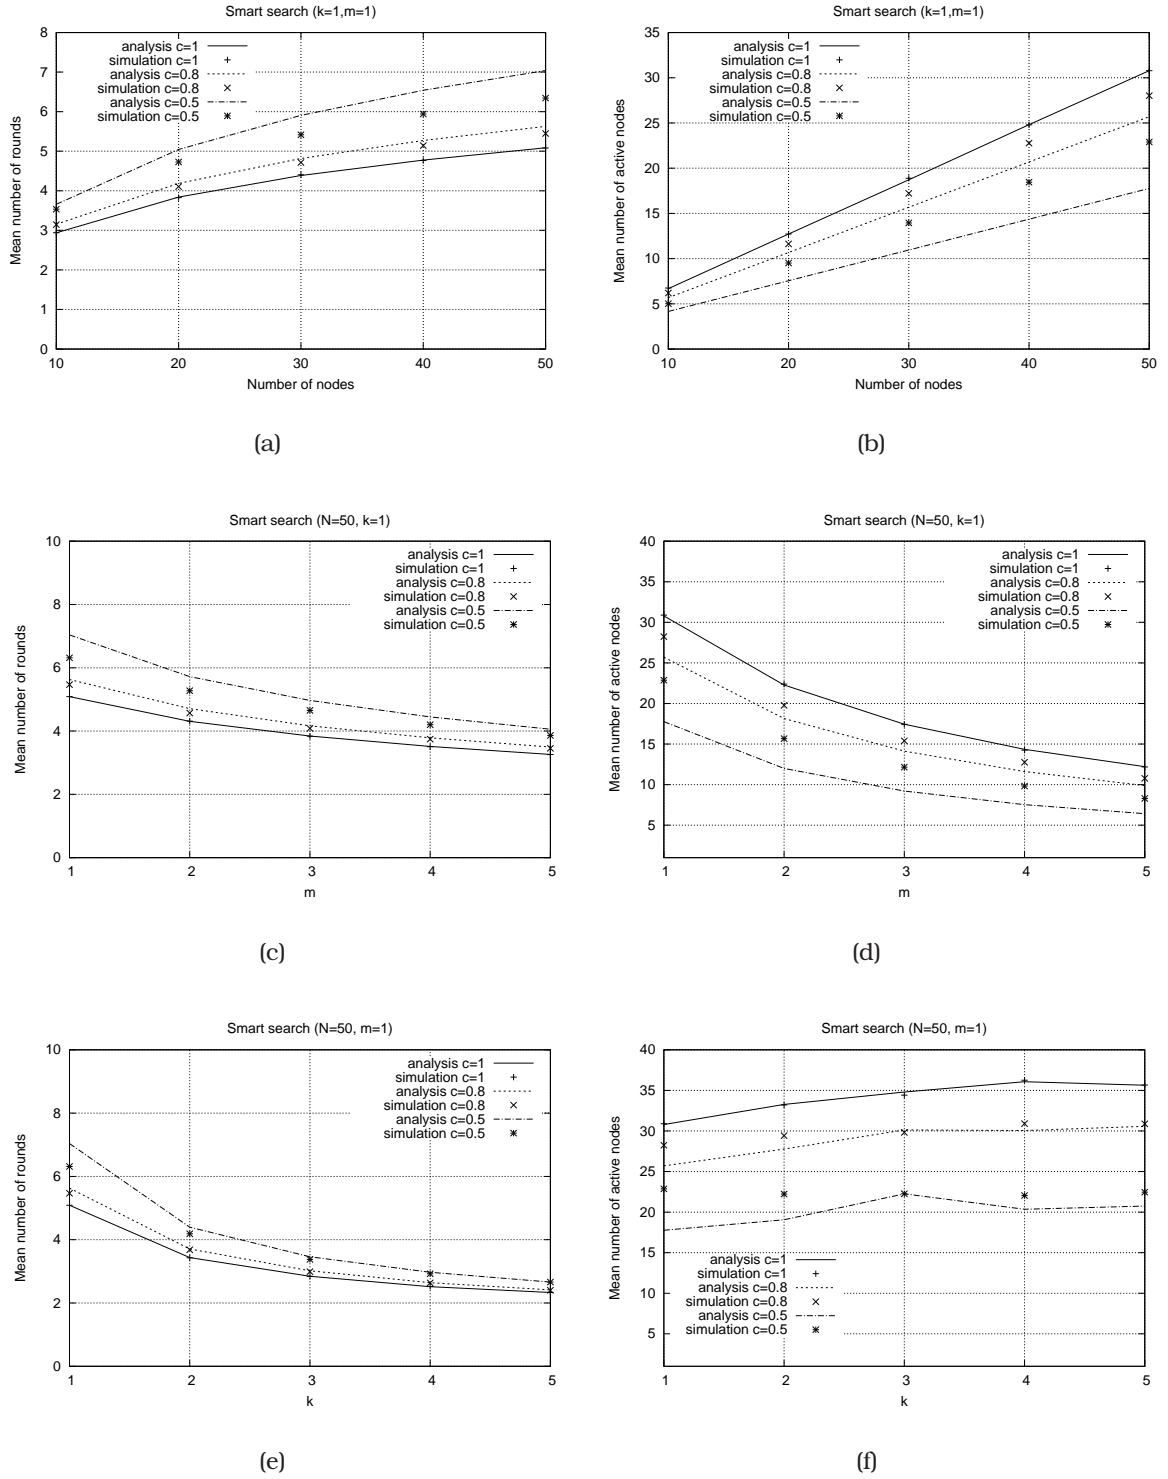 Smart search (k=1,m=1)
Mean number of rounds
8
7
6
5
4
3
2
1
0
analysis c=1
simulation c=1
analysis c=0.8
simulation c=0.8
analysis c=0.5
simulation c=0.5
10 20 30 40 50
Number of nodes
(a)
Smart search (k=1,m=1)
Mean number of active nodes
35
30
25
20
15
10
5
0
analysis c=1
simulation c=1
analysis c=0.8
simulation c=0.8
analysis c=0.5
simulation c=0.5
10 20 30 40 50
Number of nodes
(b)
Smart search (N=50, k=1)
Mean number of rounds
10
8
6
4
2
0
analysis c=1
simulation c=1
analysis c=0.8
simulation c=0.8
analysis c=0.5
simulation c=0.5
1 2 3 4 5
m
(c)
Smart search (N=50, k=1)
Mean number of active nodes
40
35
30
25
20
15
10
5
analysis c=1
simulation c=1
analysis c=0.8
simulation c=0.8
analysis c=0.5
simulation c=0.5
1 2 3 4 5
m
(d)
Smart search (N=50, m=1)
Mean number of rounds
10
8
6
4
2
0
analysis c=1
simulation c=1
analysis c=0.8
simulation c=0.8
analysis c=0.5
simulation c=0.5
1 2 3 4 5
k
(e)
Smart search (N=50, m=1)
Mean number of active nodes
40
35
30
25
20
15
10
5
analysis c=1
simulation c=1
analysis c=0.8
simulation c=0.8
analysis c=0.5
simulation c=0.5
1 2 3 4 5
k
(f)